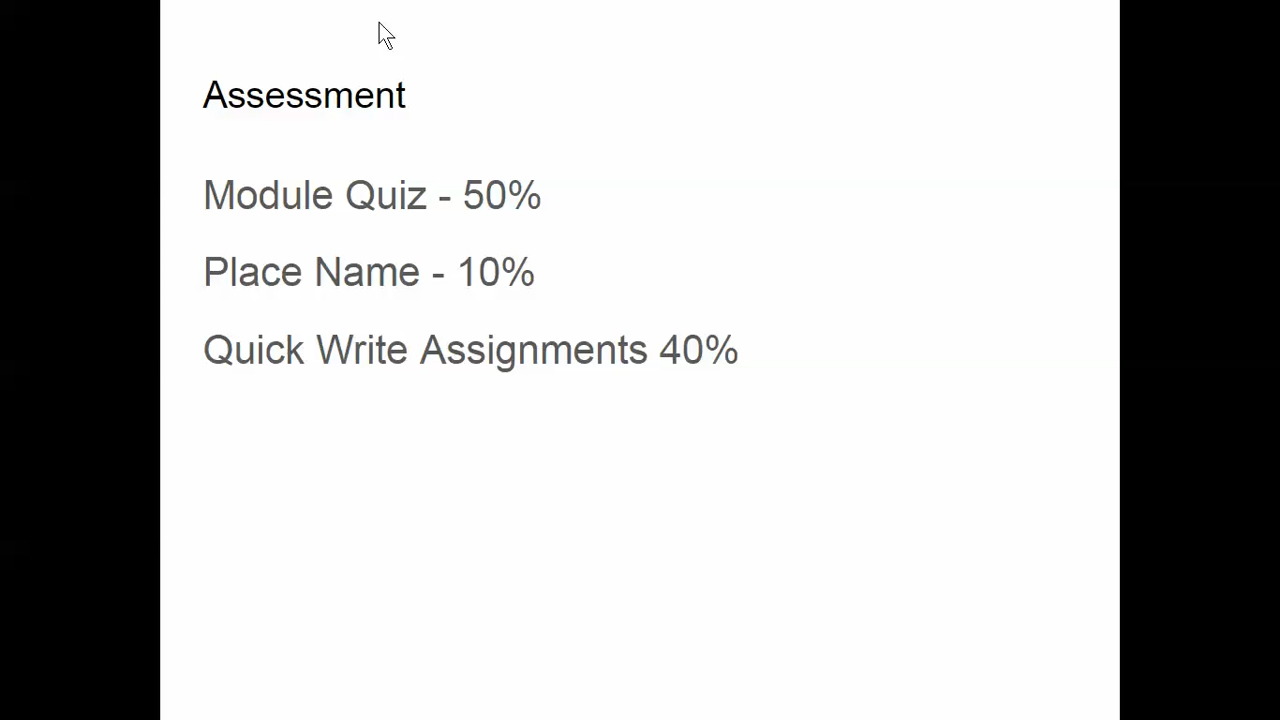 Assessment
Module Quiz - 50%
Place Name - 10%
Quick Write Assignments 40%